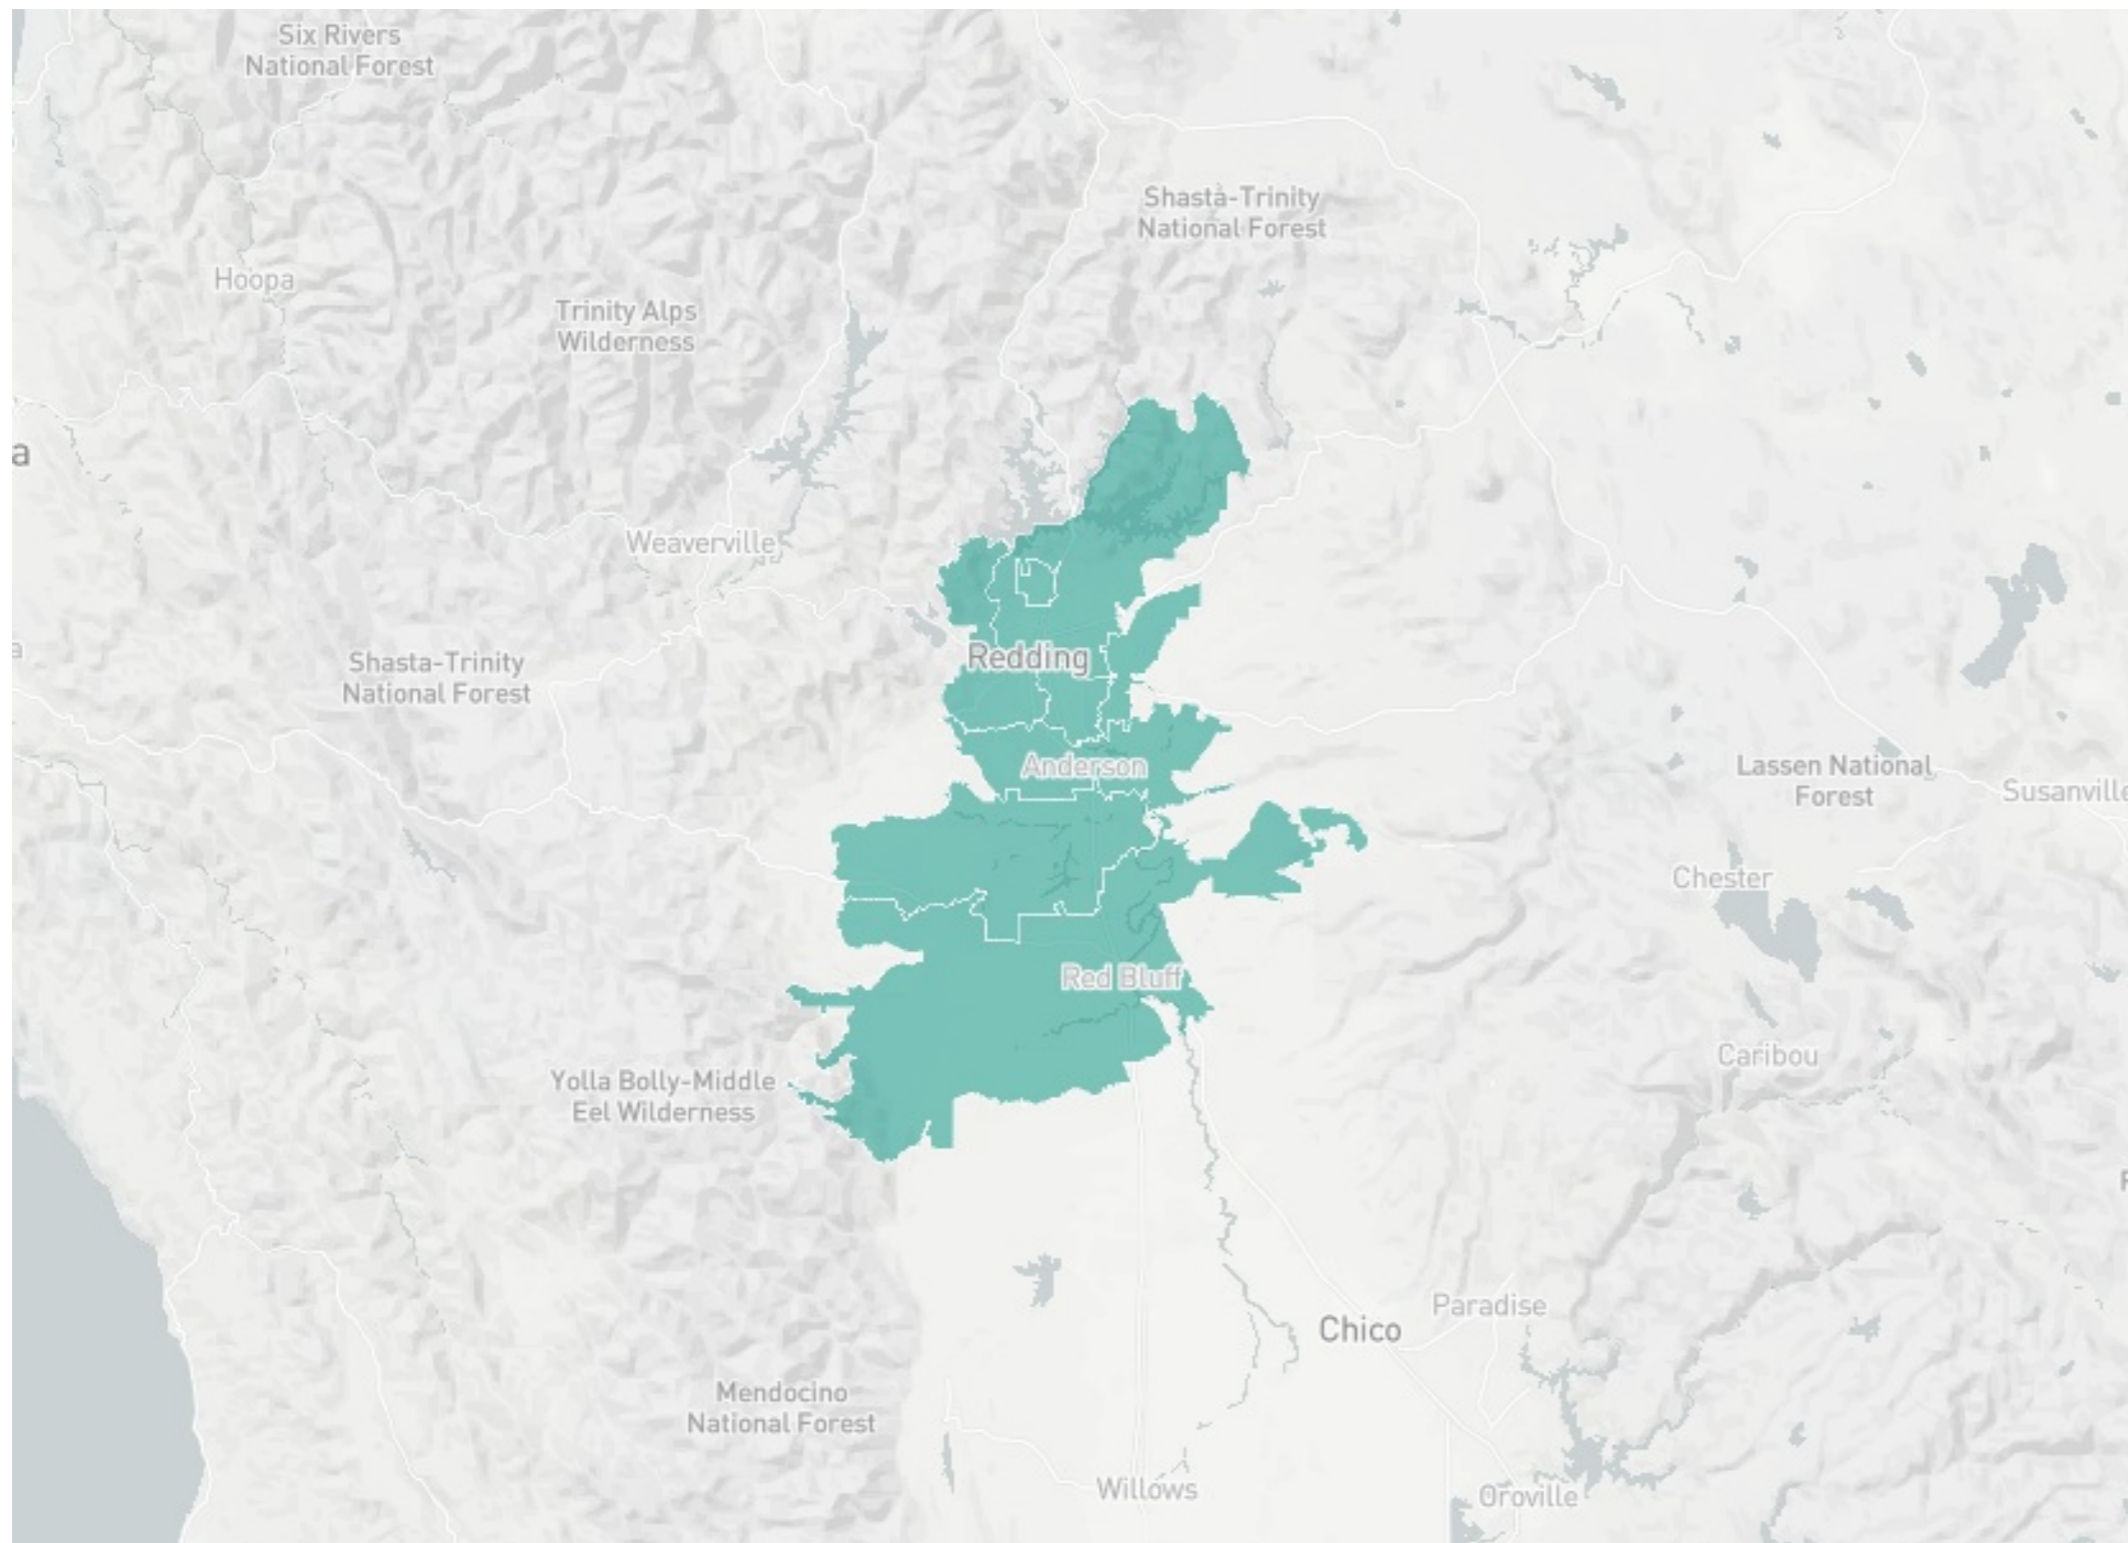 Six Rivers
National Forest
Shasta-Trinity
National Forest
Hoopa
Trinity Alps
Wilderness
a
Weaverville
a
Shasta-Trinity
National Forest
Redding
Anderson
Lassen National
Forest
Susanville
Chester
Red Bluff
Yolla Bolly-Middle
Eel Wilderness
Caribou
Paradise
Chico
Mendocino
National Forest
Willows
Oroville